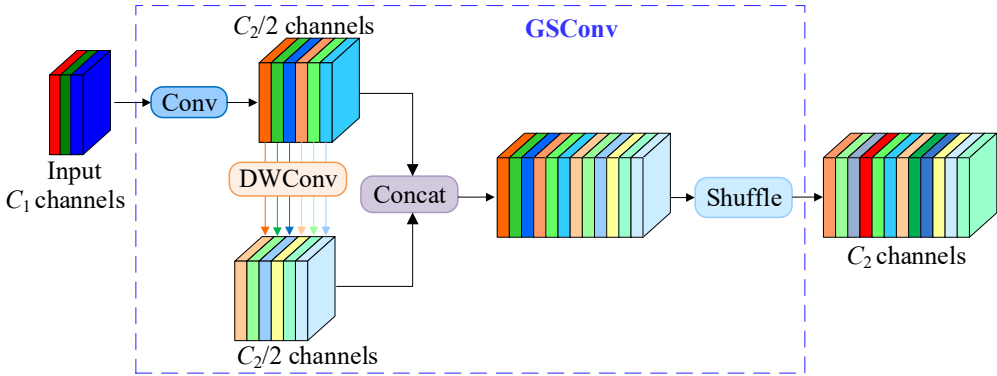 GSConv
C₂/2 channels
Conv
Input
C₁ channels
DWConv
Concat
Shuffle
C₂ channels
C₂/2 channels